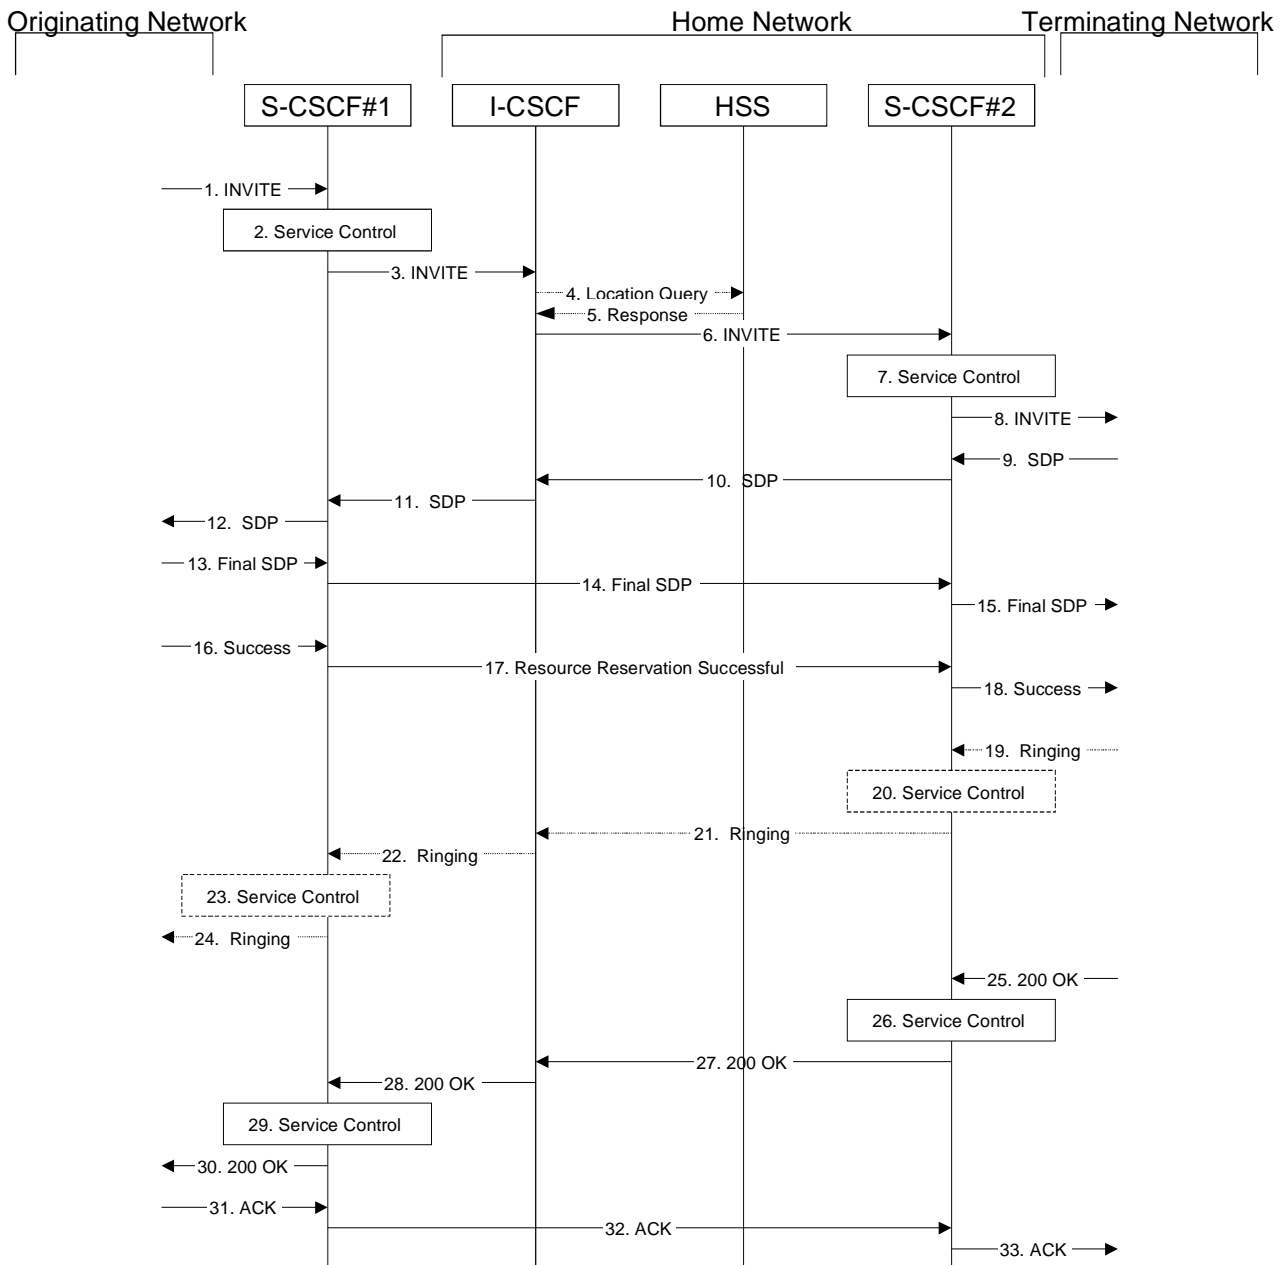 Originating Network
Home Network
Terminating Network
S-CSCF#1
I-CSCF
HSS
S-CSCF#2
1. INVITE
2. Service Control
3. INVITE
4. Location Query
5. Response
6. INVITE
7. Service Control
8. INVITE
9. SDP
10. SDP
11. SDP
12. SDP
13. Final SDP
14. Final SDP
15. Final SDP
16. Success
17. Resource Reservation Successful
18. Success
19. Ringing
20. Service Control
21. Ringing
22. Ringing
23. Service Control
24. Ringing
25. 200 OK
26. Service Control
27. 200 OK
28. 200 OK
29. Service Control
30. 200 OK
31. ACK
32. ACK
33. ACK